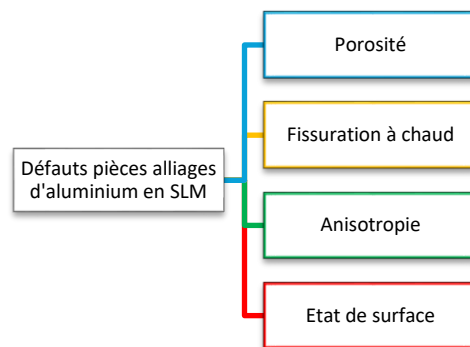 Porosité
Fissuration à chaud
Défauts pièces alliages
d'aluminium en SLM
Anisotropie
Etat de surface